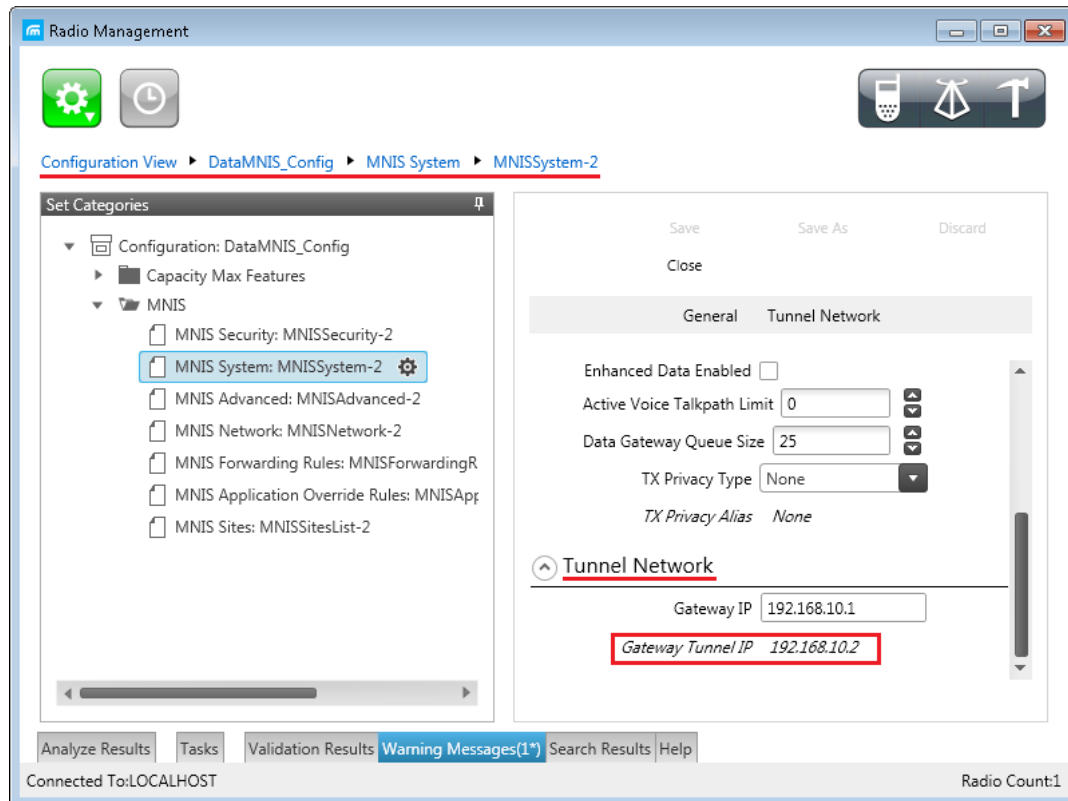 Radio Management
Configuration View DataMNIS_Config MNIS System MNISSystem-2
Set Categories
Configuration: DataMNIS_Config
Capacity Max Features
MNIS
MNIS Security: MNISSecurity-2
MNIS System: MNISSystem-2
MNIS Advanced: MNISAdvanced-2
MNIS Network: MNISNetwork-2
MNIS Forwarding Rules: MNISForwardingR
MNIS Application Override Rules: MNISApp
MNIS Sites: MNISSitesList-2
Save Save As Discard
Close
General Tunnel Network
Enhanced Data Enabled
Active Voice Talkpath Limit 0
Data Gateway Queue Size 25
TX Privacy Type None
TX Privacy Alias None
Tunnel Network
Gateway IP 192.168.10.1
Gateway Tunnel IP 192.168.10.2
Analyze Results Tasks Validation Results Warning Messages(1*) Search Results Help
Connected To:LOCALHOST Radio Count:1